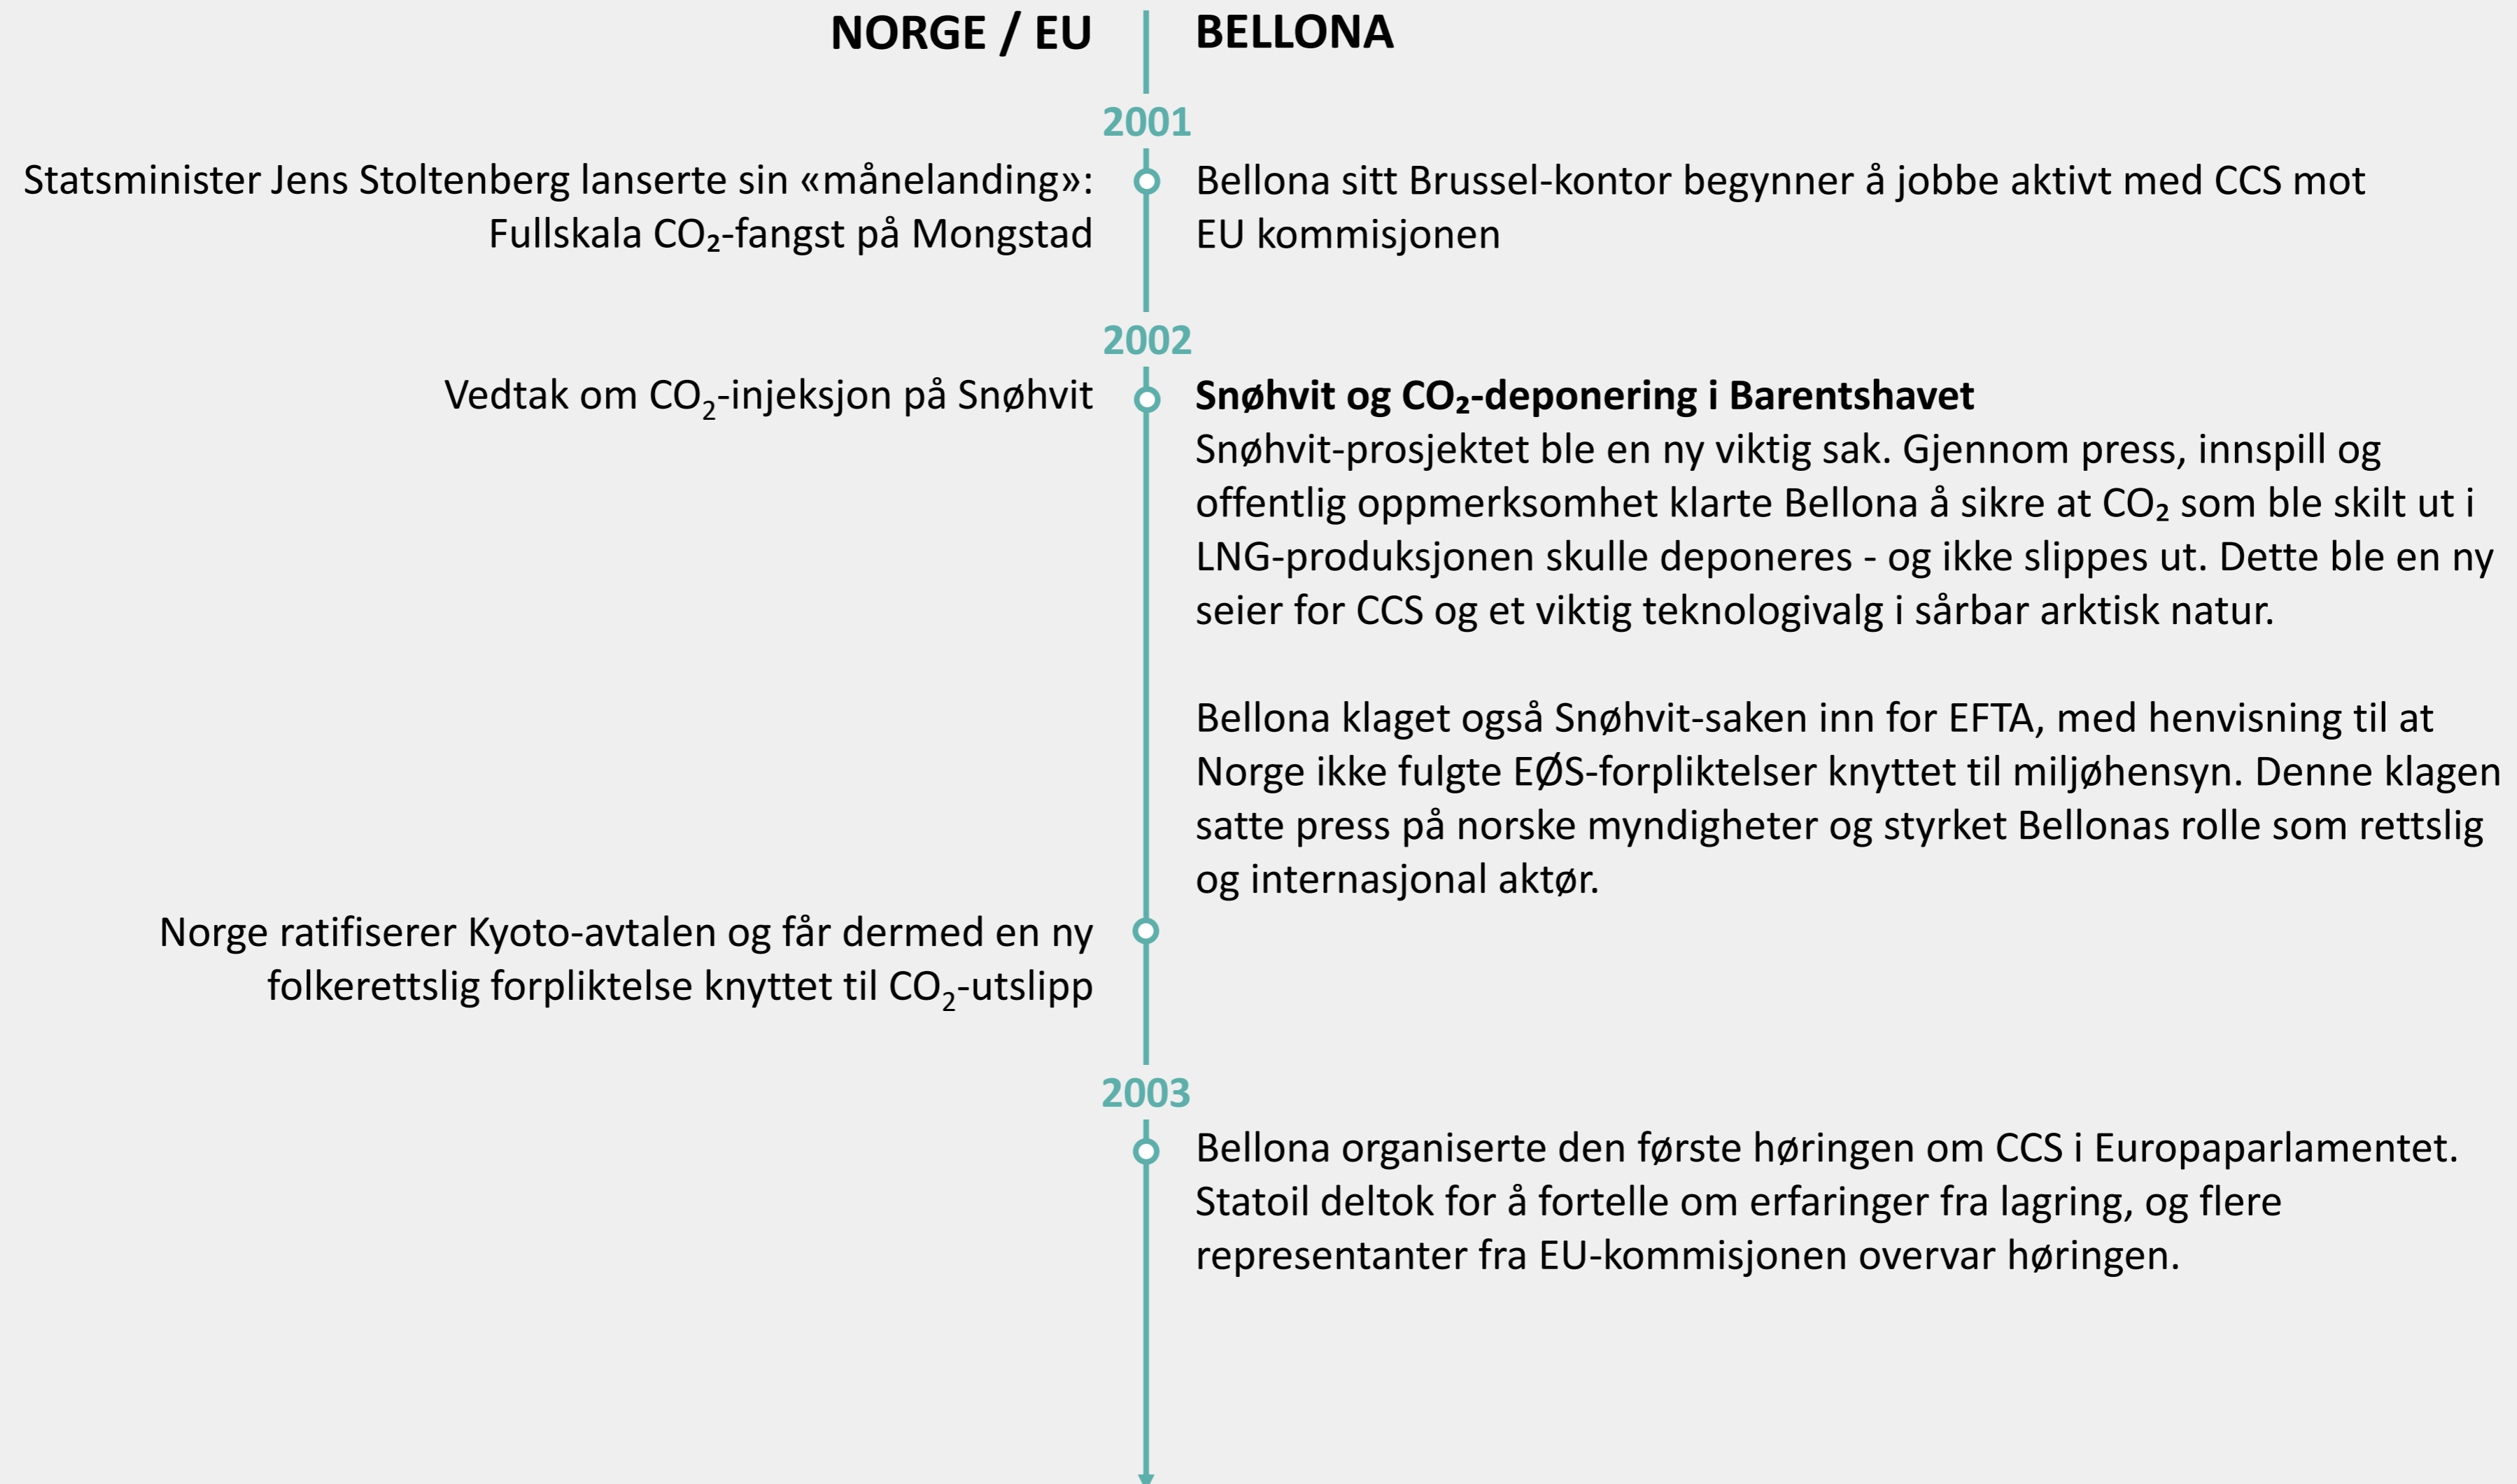 NORGE / EU
BELLONA
2001
Statsminister Jens Stoltenberg lanserte sin «månelanding»:
Fullskala CO₂-fangst på Mongstad
Bellona sitt Brussel-kontor begynner å jobbe aktivt med CCS mot
EU kommisjonen
2002
Vedtak om CO₂-injeksjon på Snøhvit
Snøhvit og CO₂-deponering i Barentshavet
Snøhvit-prosjektet ble en ny viktig sak. Gjennom press, innspill og
offentlig oppmerksomhet klarte Bellona å sikre at CO₂ som ble skilt ut i
LNG-produksjonen skulle deponeres - og ikke slippes ut. Dette ble en ny
seier for CCS og et viktig teknologivalg i sårbar arktisk natur.
Bellona klaget også Snøhvit-saken inn for EFTA, med henvisning til at
Norge ikke fulgte EØS-forpliktelser knyttet til miljøhensyn. Denne klagen
satte press på norske myndigheter og styrket Bellonas rolle som rettslig
og internasjonal aktør.
Norge ratifiserer Kyoto-avtalen og får dermed en ny
folkerettslig forpliktelse knyttet til CO₂-utslipp
2003
Bellona organiserte den første høringen om CCS i Europaparlamentet.
Statoil deltok for å fortelle om erfaringer fra lagring, og flere
representanter fra EU-kommisjonen overvar høringen.